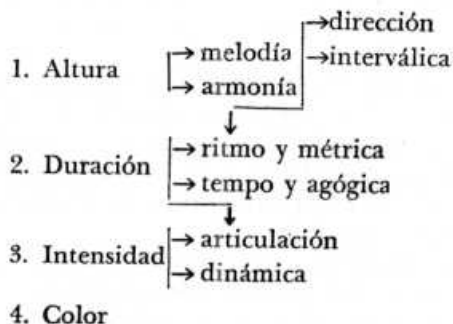 →dirección
1. Altura → melodía →interválica
→ armonía
2. Duración → ritmo y métrica
→ tempo y agógica
3. Intensidad → articulación
→ dinámica
4. Color